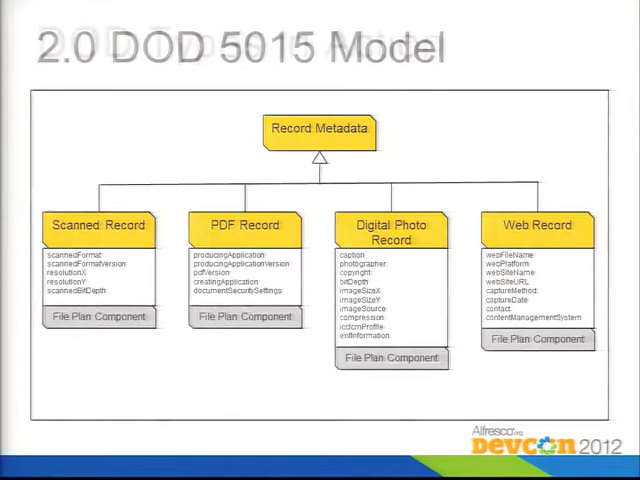 2.0 DOD 5015 Model
Record Metadata
Scanned Record
scannedFormat
scannedFormatVersion
resolutionX
resolutionY
scannedBitDepth
File Plan Component
PDF Record
producingApplication
producingApplicationVersion
pdfVersion
creatingApplication
documentSecuritySettings
File Plan Component
Digital Photo
Record
caption
photographer
copyright
bitDepth
imageSizeX
imageSizeY
imageSource
compression
iccIcmProfile
exifInformation
File Plan Component
Web Record
webFileName
webPlatform
webSiteName
webSiteURL
captureMethod
captureDate
contact
contentManagementSystem
File Plan Component
Alfresco
DEVCON 2012